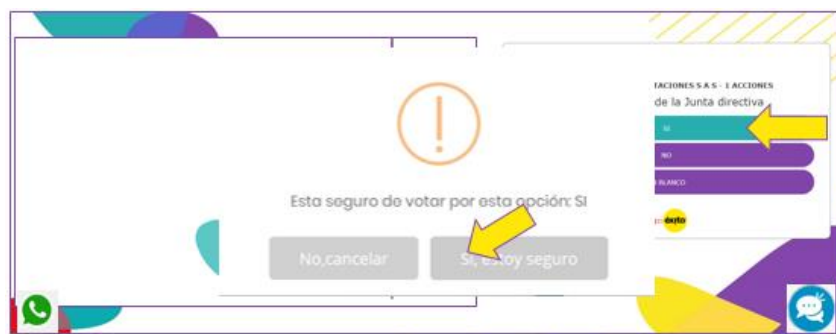 TACIONES S A S - 1 ACCIONES
de la Junta directiva
SI
NO
BLANCO
éxito
Esta seguro de votar por esta opción: SI
No,cancelar
Si, estoy seguro